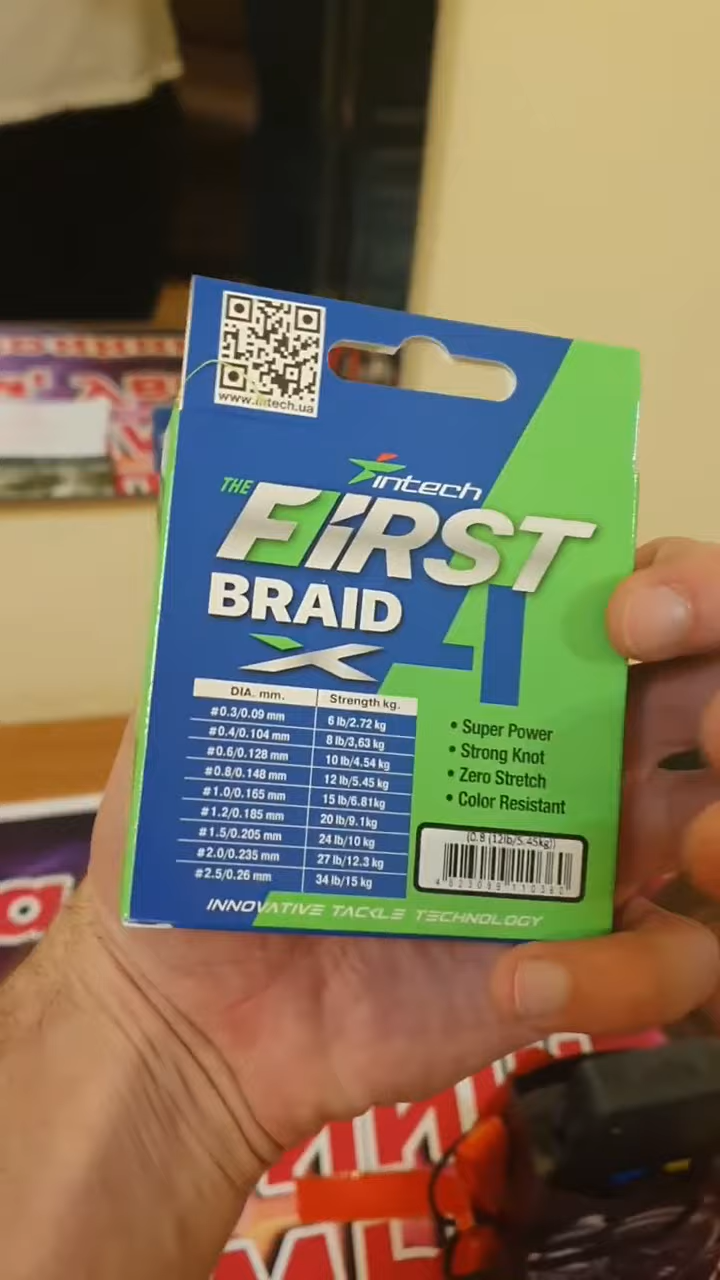 www.intech.ua
intech
THE
FIRST
BRAID
X4
DIA. mm. Strength kg.
#0.3/0.09 mm 6 lb/2.72 kg
#0.4/0.104 mm 8 lb/3,63 kg
#0.6/0.128 mm 10 lb/4.54 kg
#0.8/0.148 mm 12 lb/5.45 kg
#1.0/0.165 mm 15 lb/6.81kg
#1.2/0.185 mm 20 lb/9.1kg
#1.5/0.205 mm 24 lb/10 kg
#2.0/0.235 mm 27 lb/12.3 kg
#2.5/0.26 mm 34 lb/15 kg
• Super Power
• Strong Knot
• Zero Stretch
• Color Resistant
(0.8 (12lb/5.45kg))
INNOVATIVE TACKLE TECHNOLOGY